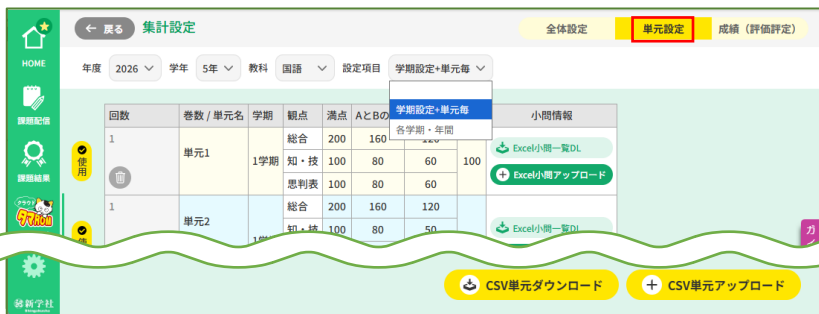 ← 戻る 集計設定 全体設定 単元設定 成績（評価評定）
HOME
年度 2026 学年 5年 教科 国語 設定項目 学期設定+単元毎
学期設定+単元毎
各学期・年間
課題配信
回数 巻数 / 単元名 学期 観点 満点 AとBの 小問情報
1 単元1 1学期 総合 200 160 120 100
知・技 100 80 60
思判表 100 80 60
Excel小問一覧DL
Excel小問アップロード
使用
課題結果
1 単元2 総合 200 160 120
知・技 100 80 50
Excel小問一覧DL
クラウド
タマROM
ガ
CSV単元ダウンロード
CSV単元アップロード
新学社